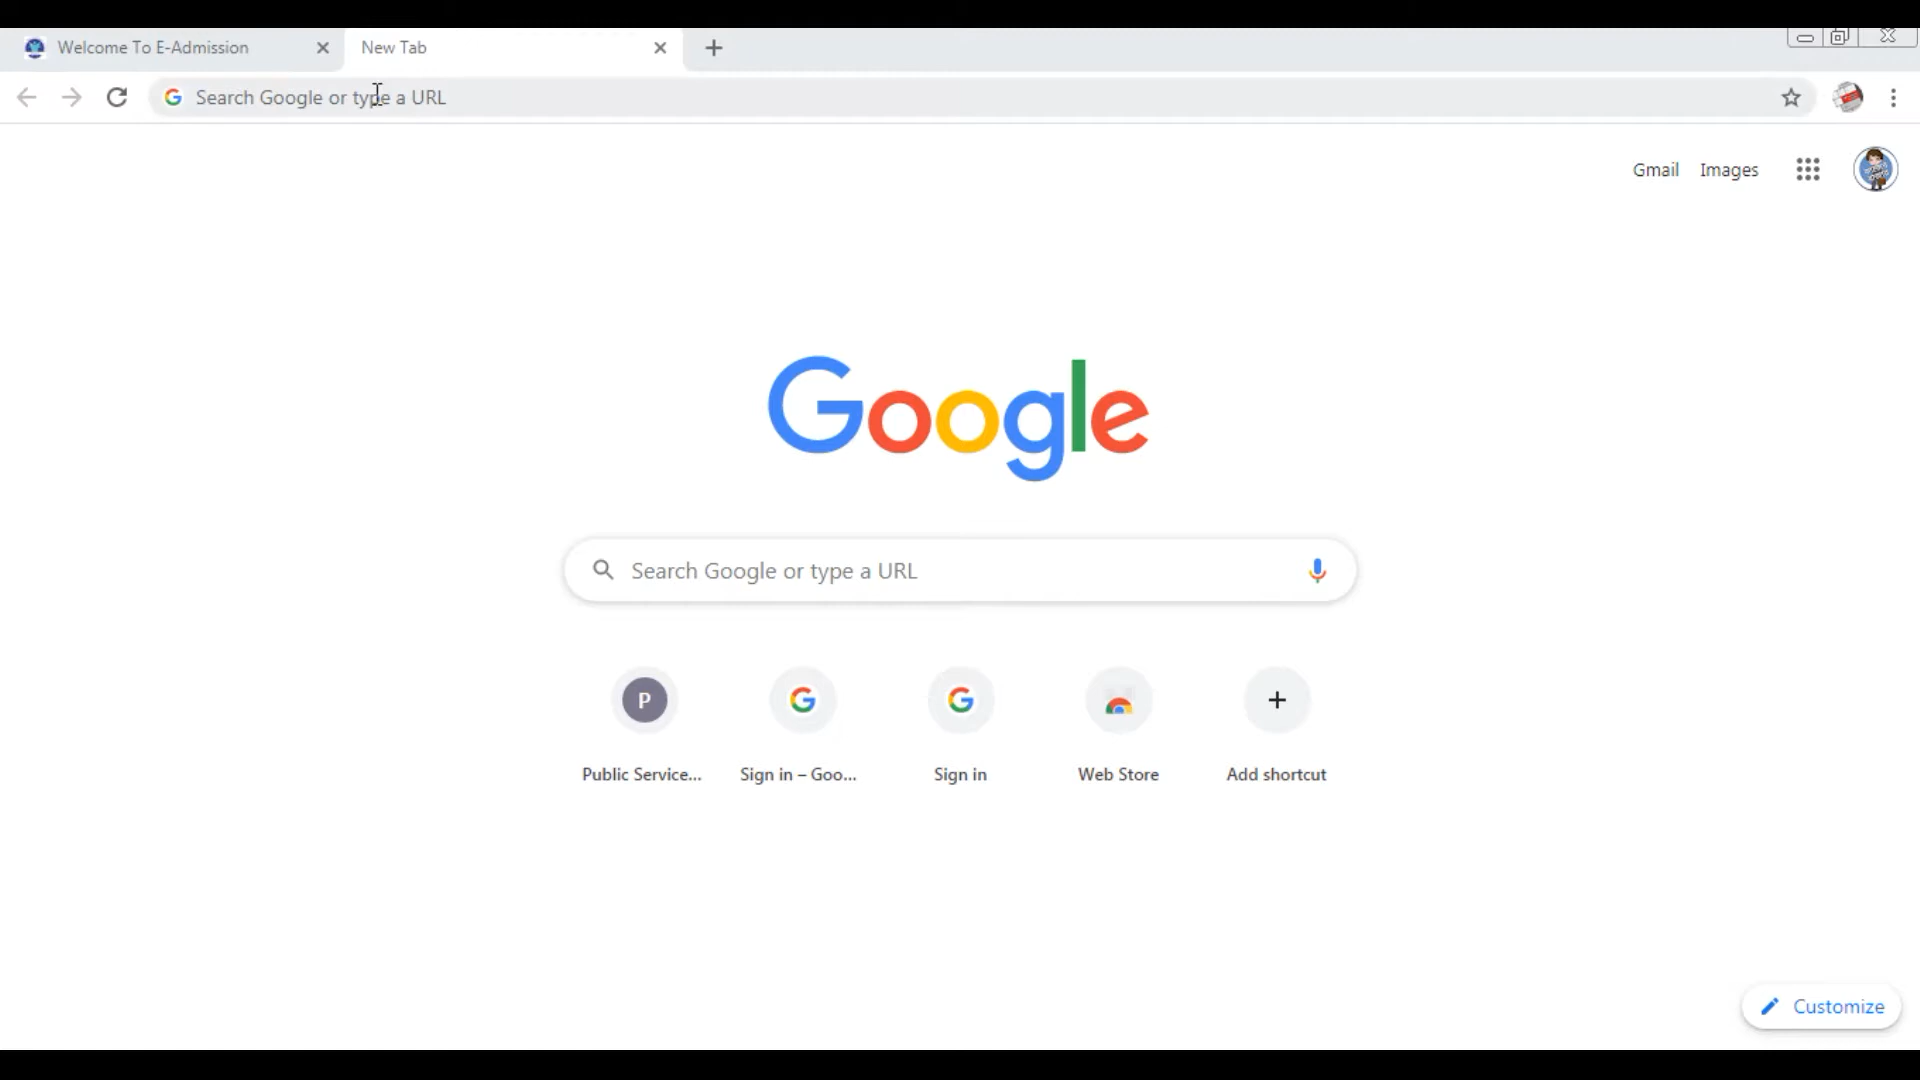 Welcome To E-Admission
New Tab
Search Google or type a URL
Gmail Images
Google
Search Google or type a URL
P
Public Service... Sign in – Goo... Sign in Web Store Add shortcut
Customize